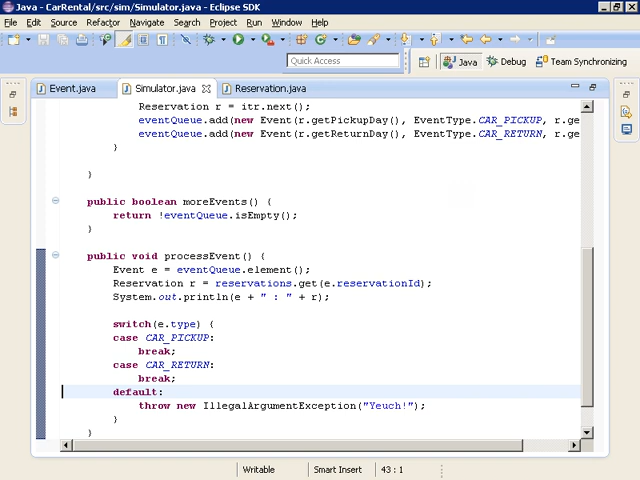 Java - CarRental/src/sim/Simulator.java - Eclipse SDK
File Edit Source Refactor Navigate Search Project Run Window Help
Quick Access Java Debug Team Synchronizing
Event.java Simulator.java Reservation.java
Reservation r = itr.next();
eventQueue.add(new Event(r.getPickupDay(), EventType.CAR_PICKUP, r.ge
eventQueue.add(new Event(r.getReturnDay(), EventType.CAR_RETURN, r.ge
}
}
public boolean moreEvents() {
return !eventQueue.isEmpty();
}
public void processEvent() {
Event e = eventQueue.element();
Reservation r = reservations.get(e.reservationId);
System.out.println(e + " : " + r);
switch(e.type) {
case CAR_PICKUP:
break;
case CAR_RETURN:
break;
default:
throw new IllegalArgumentException("Yeuch!");
}
}
Writable Smart Insert 43 : 1